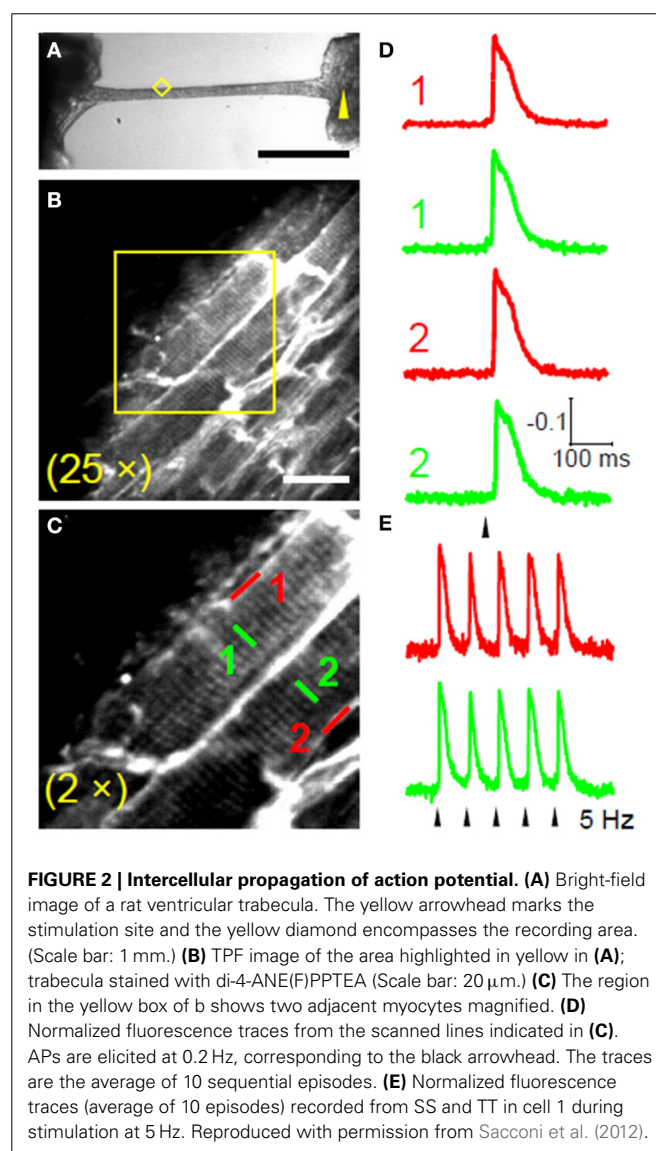 A
D
1
B
1
2
(25 ×)
2
-0.1
100 ms
C
E
1
1
2
2
(2 ×)
5 Hz
FIGURE 2 | Intercellular propagation of action potential. (A) Bright-field
image of a rat ventricular trabecula. The yellow arrowhead marks the
stimulation site and the yellow diamond encompasses the recording area.
(Scale bar: 1 mm.) (B) TPF image of the area highlighted in yellow in (A);
trabecula stained with di-4-ANE(F)PPTEA (Scale bar: 20 μm.) (C) The region
in the yellow box of b shows two adjacent myocytes magnified. (D)
Normalized fluorescence traces from the scanned lines indicated in (C).
APs are elicited at 0.2 Hz, corresponding to the black arrowhead. The traces
are the average of 10 sequential episodes. (E) Normalized fluorescence
traces (average of 10 episodes) recorded from SS and TT in cell 1 during
stimulation at 5 Hz. Reproduced with permission from Sacconi et al. (2012).